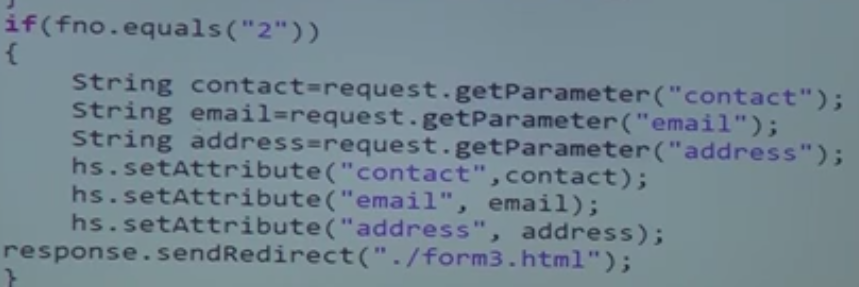 }
if(fno.equals("2"))
{
String contact=request.getParameter("contact");
String email=request.getParameter("email");
String address=request.getParameter("address");
hs.setAttribute("contact",contact);
hs.setAttribute("email", email);
hs.setAttribute("address", address);
response.sendRedirect("./form3.html");
}